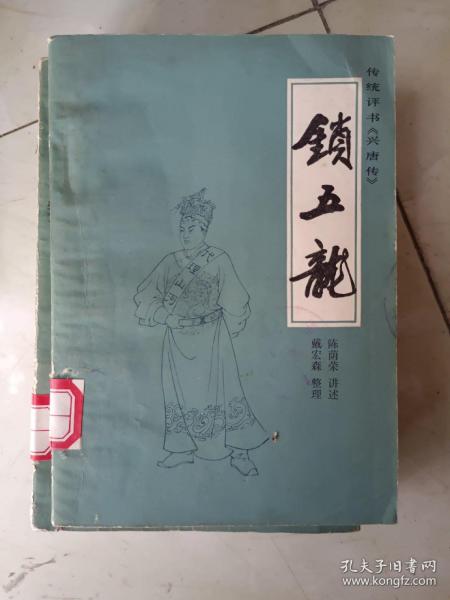 传统评书《兴唐传》
鎖五龍
陈荫荣 讲述
戴宏森 整理
孔夫子旧书网
www.kongfz.com